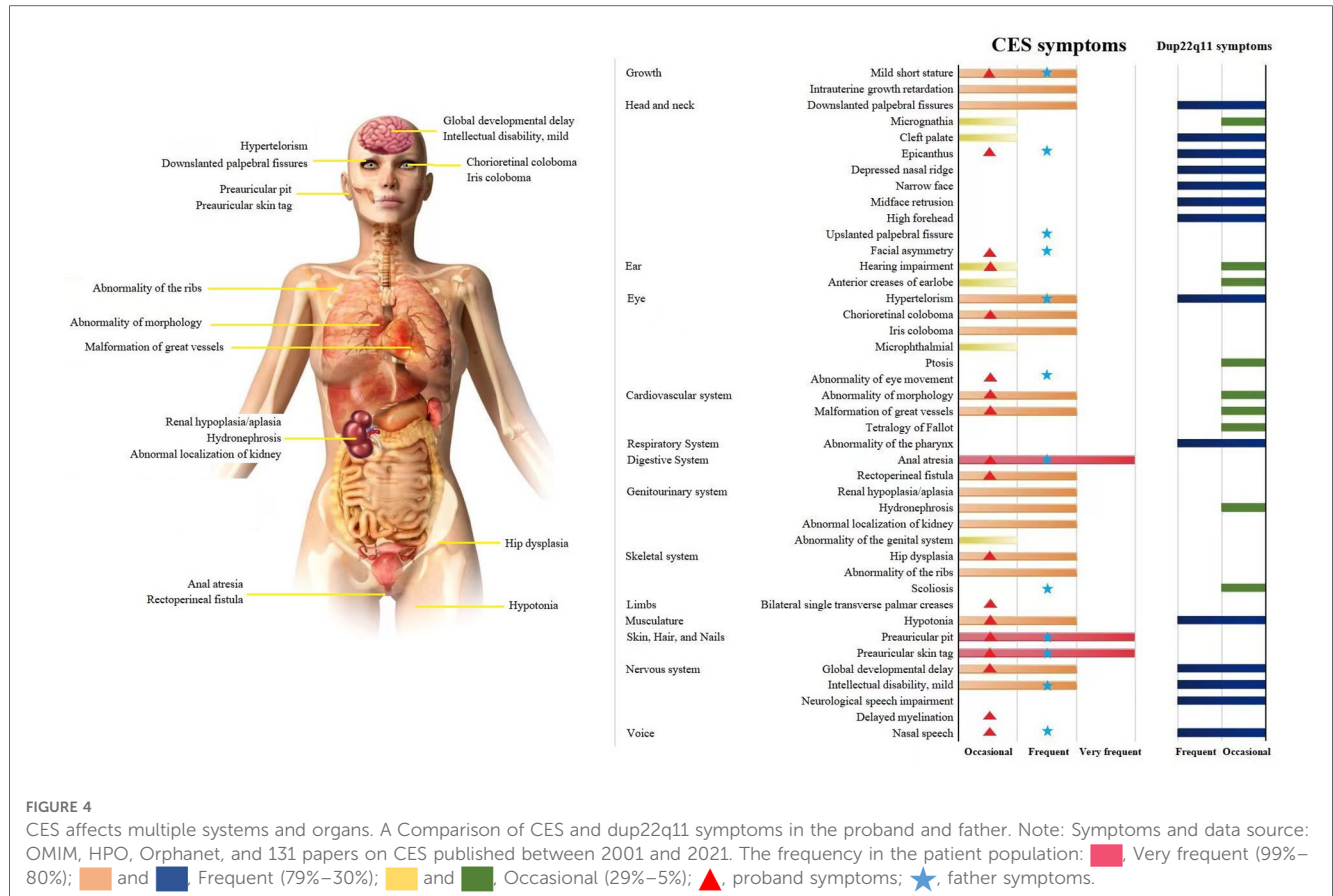 CES symptoms
Dup22q11 symptoms
Global developmental delay
Intellectual disability, mild
Hypertelorism
Downslanted palpebral fissures
Chorioretinal coloboma
Iris coloboma
Preauricular pit
Preauricular skin tag
Abnormality of the ribs
Abnormality of morphology
Malformation of great vessels
Renal hypoplasia/aplasia
Hydronephrosis
Abnormal localization of kidney
Hip dysplasia
Anal atresia
Rectoperineal fistula
Hypotonia
Growth Mild short stature
Intrauterine growth retardation
Head and neck Downslanted palpebral fissures
Micrognathia
Cleft palate
Epicanthus
Depressed nasal ridge
Narrow face
Midface retrusion
High forehead
Upslanted palpebral fissure
Facial asymmetry
Ear Hearing impairment
Anterior creases of earlobe
Eye Hypertelorism
Chorioretinal coloboma
Iris coloboma
Microphthalmial
Ptosis
Abnormality of eye movement
Cardiovascular system Abnormality of morphology
Malformation of great vessels
Tetralogy of Fallot
Respiratory System Abnormality of the pharynx
Digestive System Anal atresia
Rectoperineal fistula
Genitourinary system Renal hypoplasia/aplasia
Hydronephrosis
Abnormal localization of kidney
Abnormality of the genital system
Skeletal system Hip dysplasia
Abnormality of the ribs
Scoliosis
Limbs Bilateral single transverse palmar creases
Musculature Hypotonia
Skin, Hair, and Nails Preauricular pit
Preauricular skin tag
Nervous system Global developmental delay
Intellectual disability, mild
Neurological speech impairment
Delayed myelination
Voice Nasal speech
Occasional Frequent Very frequent Frequent Occasional
FIGURE 4
CES affects multiple systems and organs. A Comparison of CES and dup22q11 symptoms in the proband and father. Note: Symptoms and data source:
OMIM, HPO, Orphanet, and 131 papers on CES published between 2001 and 2021. The frequency in the patient population: , Very frequent (99%–
80%); and , Frequent (79%–30%); and , Occasional (29%–5%); ▲, proband symptoms; ★, father symptoms.